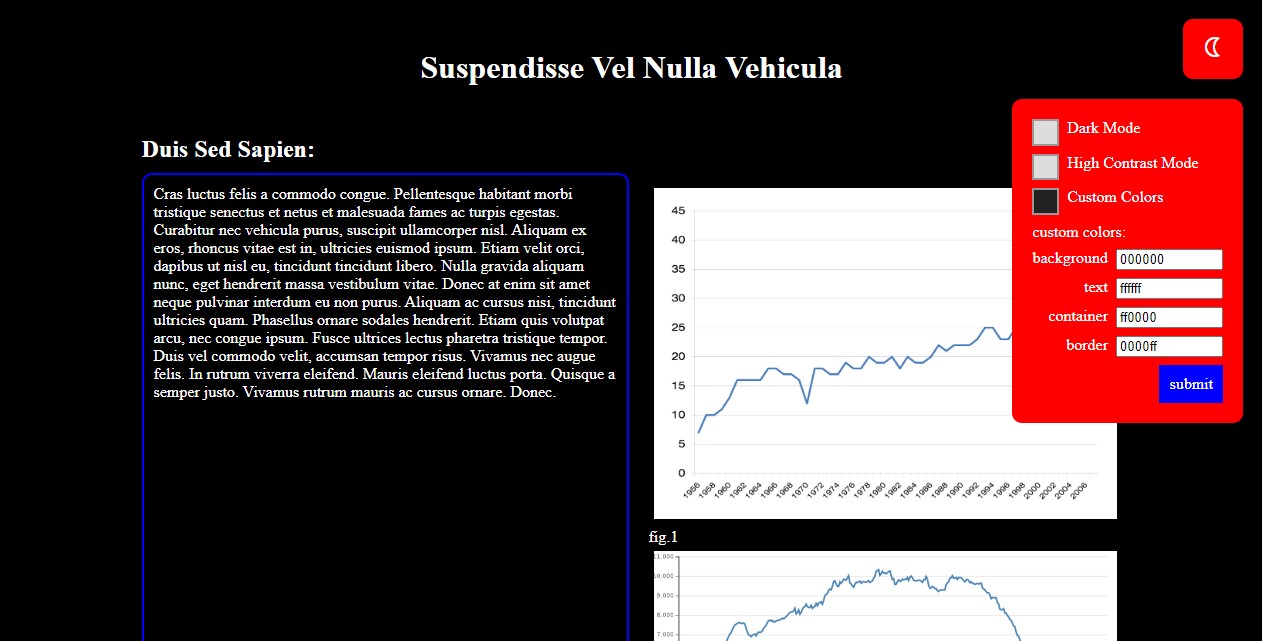 Suspendisse Vel Nulla Vehicula
Duis Sed Sapien:
Cras luctus felis a commodo congue. Pellentesque habitant morbi
tristique senectus et netus et malesuada fames ac turpis egestas.
Curabitur nec vehicula purus, suscipit ullamcorper nisl. Aliquam ex
eros, rhoncus vitae est in, ultricies euismod ipsum. Etiam velit orci,
dapibus ut nisl eu, tincidunt tincidunt libero. Nulla gravida aliquam
nunc, eget hendrerit massa vestibulum vitae. Donec at enim sit amet
neque pulvinar interdum eu non purus. Aliquam ac cursus nisi, tincidunt
ultricies quam. Phasellus ornare sodales hendrerit. Etiam quis volutpat
arcu, nec congue ipsum. Fusce ultrices lectus pharetra tristique tempor.
Duis vel commodo velit, accumsan tempor risus. Vivamus nec augue
felis. In rutrum viverra eleifend. Mauris eleifend luctus porta. Quisque a
semper justo. Vivamus rutrum mauris ac cursus ornare. Donec.
45
40
35
30
25
20
15
10
5
0
1956 1958 1960 1962 1964 1966 1968 1970 1972 1974 1976 1978 1980 1982 1984 1986 1988 1990 1992 1994 1996 1998 2000 2002 2004 2006
fig.1
11,000
10,000
9,000
8,000
7,000
Dark Mode
High Contrast Mode
Custom Colors
custom colors:
background 000000
text ffffff
container ff0000
border 0000ff
submit